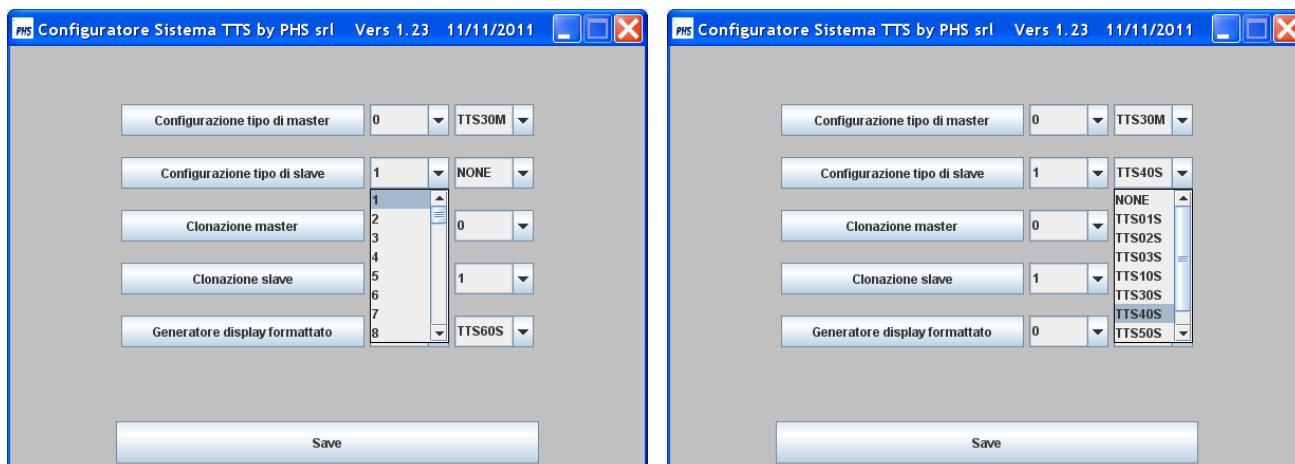 PHS Configuratore Sistema TTS by PHS srl Vers 1.23 11/11/2011
Configurazione tipo di master 0 TTS30M
Configurazione tipo di slave 1 NONE
1
2
Clonazione master 0
3
4
Clonazione slave 1
5
6
7
Generatore display formattato TTS60S
8
Save
PHS Configuratore Sistema TTS by PHS srl Vers 1.23 11/11/2011
Configurazione tipo di master 0 TTS30M
Configurazione tipo di slave 1 TTS40S
NONE
TTS01S
Clonazione master 0
TTS02S
TTS03S
Clonazione slave 1
TTS10S
TTS30S
TTS40S
Generatore display formattato 0
TTS50S
Save